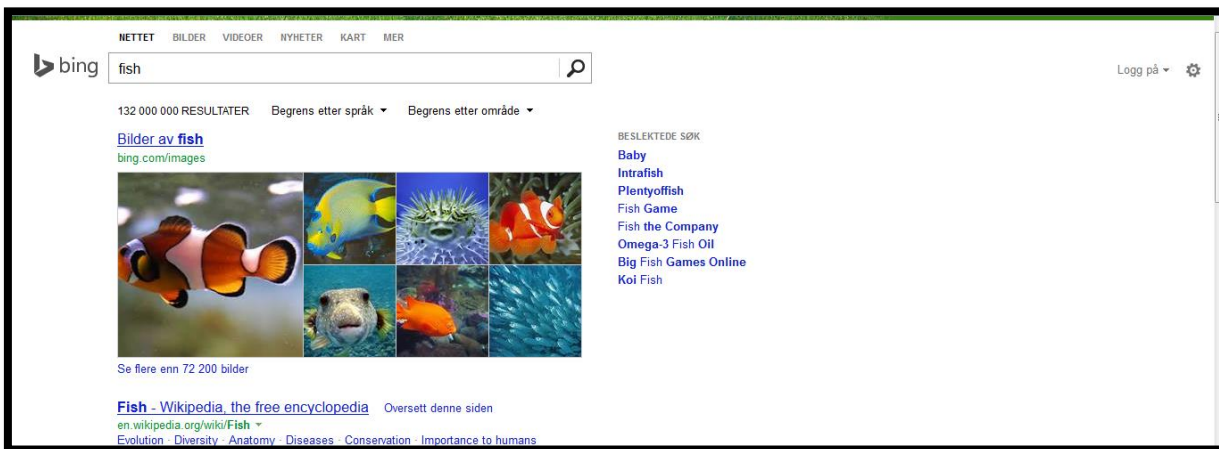 NETTET BILDER VIDEOER NYHETER KART MER
bing
fish
Logg på
132 000 000 RESULTATER Begrens etter språk Begrens etter område
Bilder av fish
bing.com/images
Se flere enn 72 200 bilder
Fish - Wikipedia, the free encyclopedia Oversett denne siden
en.wikipedia.org/wiki/Fish
Evolution · Diversity · Anatomy · Diseases · Conservation · Importance to humans
BESLEKTEDE SØK
Baby
Intrafish
Plentyoffish
Fish Game
Fish the Company
Omega-3 Fish Oil
Big Fish Games Online
Koi Fish